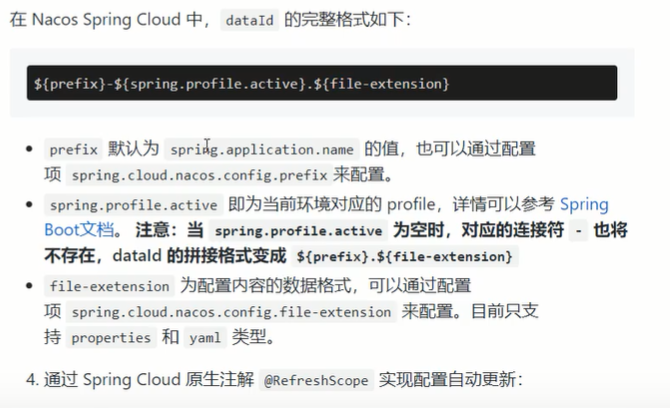 在 Nacos Spring Cloud 中，dataId 的完整格式如下：
${prefix}-${spring.profile.active}.${file-extension}
• prefix 默认为 spring.application.name 的值，也可以通过配置
项 spring.cloud.nacos.config.prefix来配置。
• spring.profile.active 即为当前环境对应的 profile，详情可以参考 Spring
Boot文档。 注意：当 spring.profile.active 为空时，对应的连接符 - 也将
不存在，dataId 的拼接格式变成 ${prefix}.${file-extension}
• file-exetension 为配置内容的数据格式，可以通过配置
项 spring.cloud.nacos.config.file-extension 来配置。目前只支
持 properties 和 yaml 类型。
4. 通过 Spring Cloud 原生注解 @RefreshScope 实现配置自动更新：